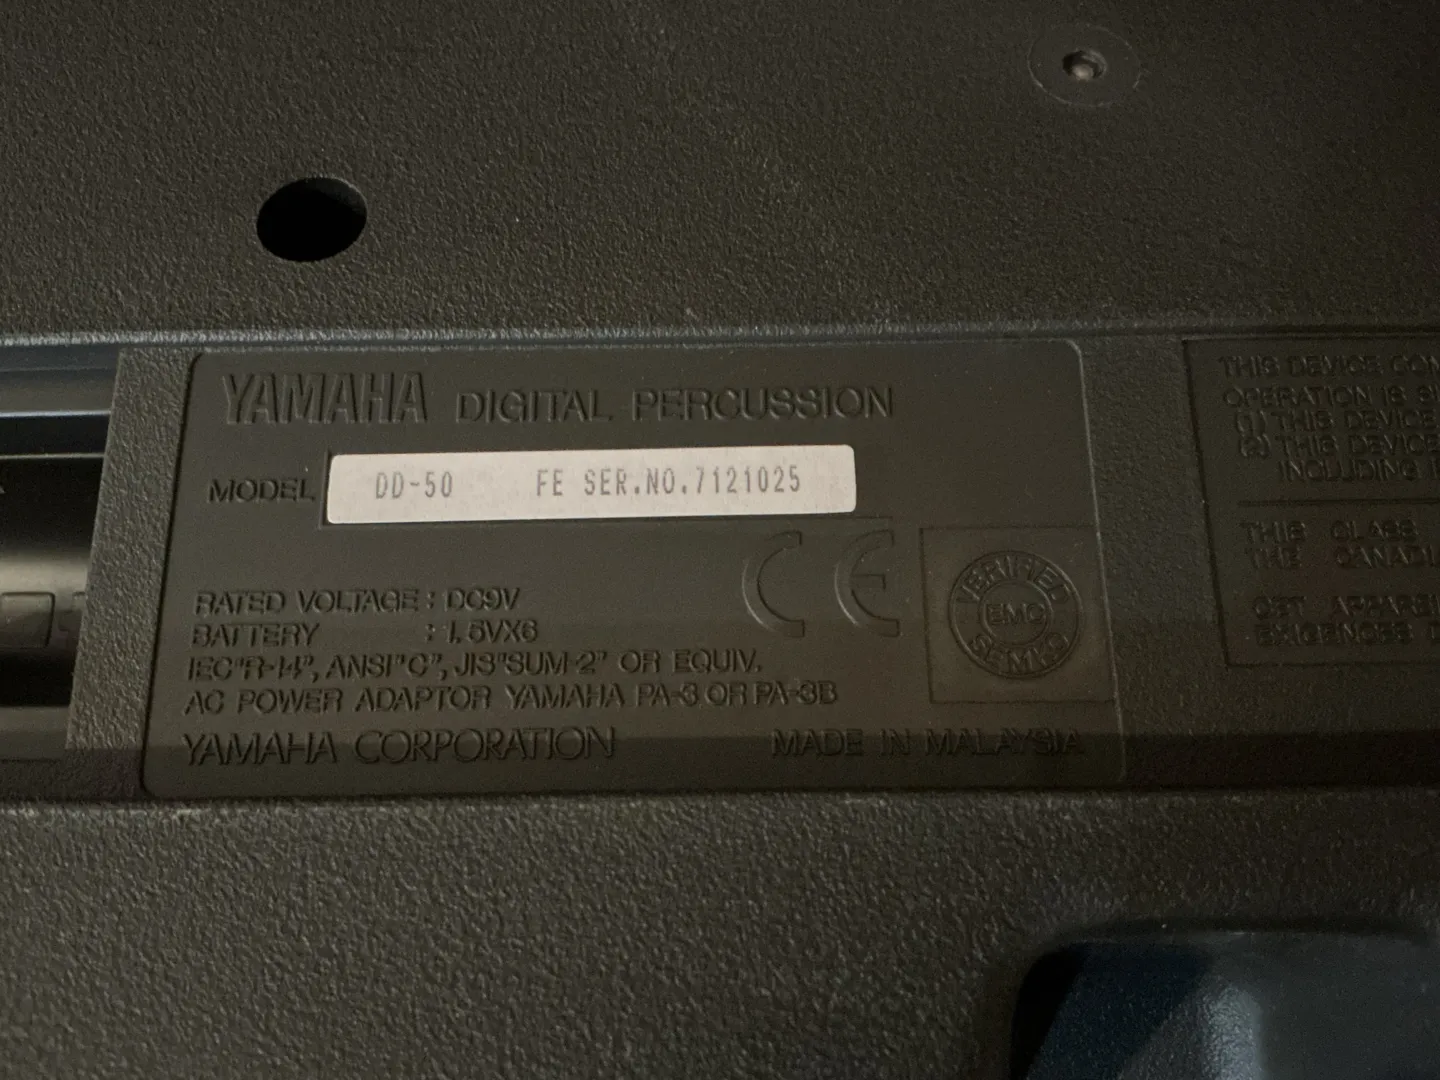 YAMAHA DIGITAL PERCUSSION
MODEL DD-50 FE SER.NO.7121025
RATED VOLTAGE : DC9V
BATTERY : 1.5VX6
IEC"R-14", ANSI"C", JIS"SUM-2" OR EQUIV.
AC POWER ADAPTOR YAMAHA PA-3 OR PA-3B
YAMAHA CORPORATION MADE IN MALAYSIA
CE
VERIFIED
EMC
SEMKO
THIS DEVICE
OPERATION IS
(1) THIS DEVICE
(2) THIS DEVICE
INCLUDING
THIS CLASS
THE
CET
EXIGENCES